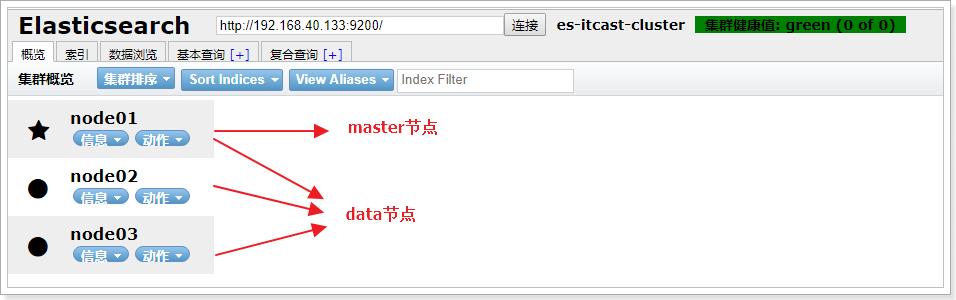 Elasticsearch http://192.168.40.133:9200/ 连接 es-itcast-cluster 集群健康值: green (0 of 0)
概览 索引 数据浏览 基本查询 [+] 复合查询 [+]
集群概览 集群排序 Sort Indices View Aliases Index Filter
node01
信息 动作
master节点
node02
信息 动作
data节点
node03
信息 动作